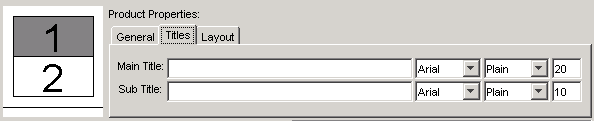 1
2
Product Properties:
General Titles Layout
Main Title: Arial Plain 20
Sub Title: Arial Plain 10